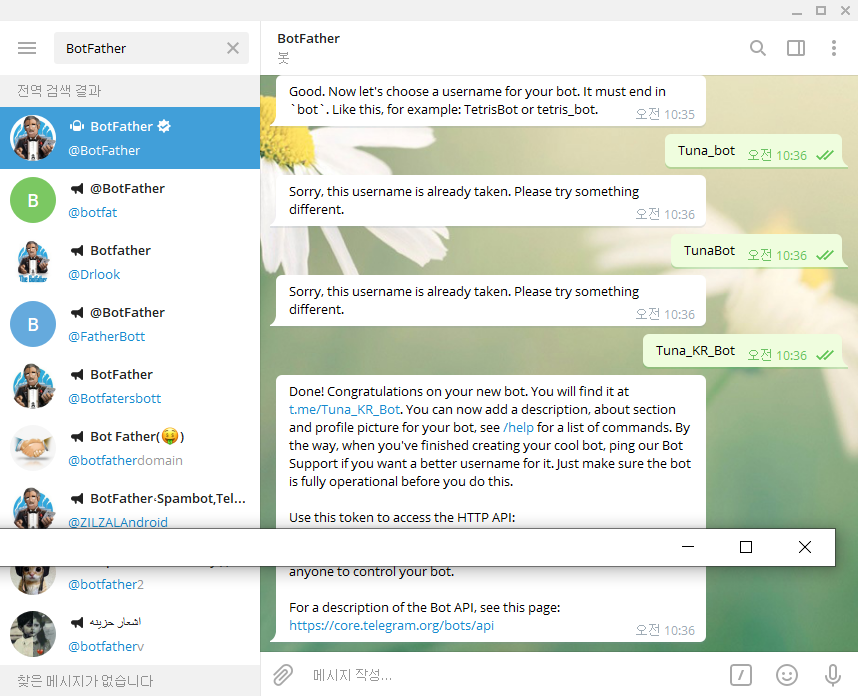 BotFather
전역 검색 결과
BotFather
@BotFather
B
@BotFather
@botfat
Botfather
@Drlook
B
@BotFather
@FatherBott
BotFather
@Botfatersbott
Bot Father(🤑)
@botfatherdomain
BotFather‹Spambot,Tel...
@ZILZALAndroid
@botfather2
اشعار حزينه
@botfatherv
찾은 메시지가 없습니다
BotFather
봇
Good. Now let's choose a username for your bot. It must end in
`bot`. Like this, for example: TetrisBot or tetris_bot.
오전 10:35
Tuna_bot 오전 10:36
Sorry, this username is already taken. Please try something
different.
오전 10:36
TunaBot 오전 10:36
Sorry, this username is already taken. Please try something
different.
오전 10:36
Tuna_KR_Bot 오전 10:36
Done! Congratulations on your new bot. You will find it at
t.me/Tuna_KR_Bot. You can now add a description, about section
and profile picture for your bot, see /help for a list of commands. By
the way, when you've finished creating your cool bot, ping our Bot
Support if you want a better username for it. Just make sure the bot
is fully operational before you do this.
Use this token to access the HTTP API:
anyone to control your bot.
For a description of the Bot API, see this page:
https://core.telegram.org/bots/api
오전 10:36
메시지 작성...